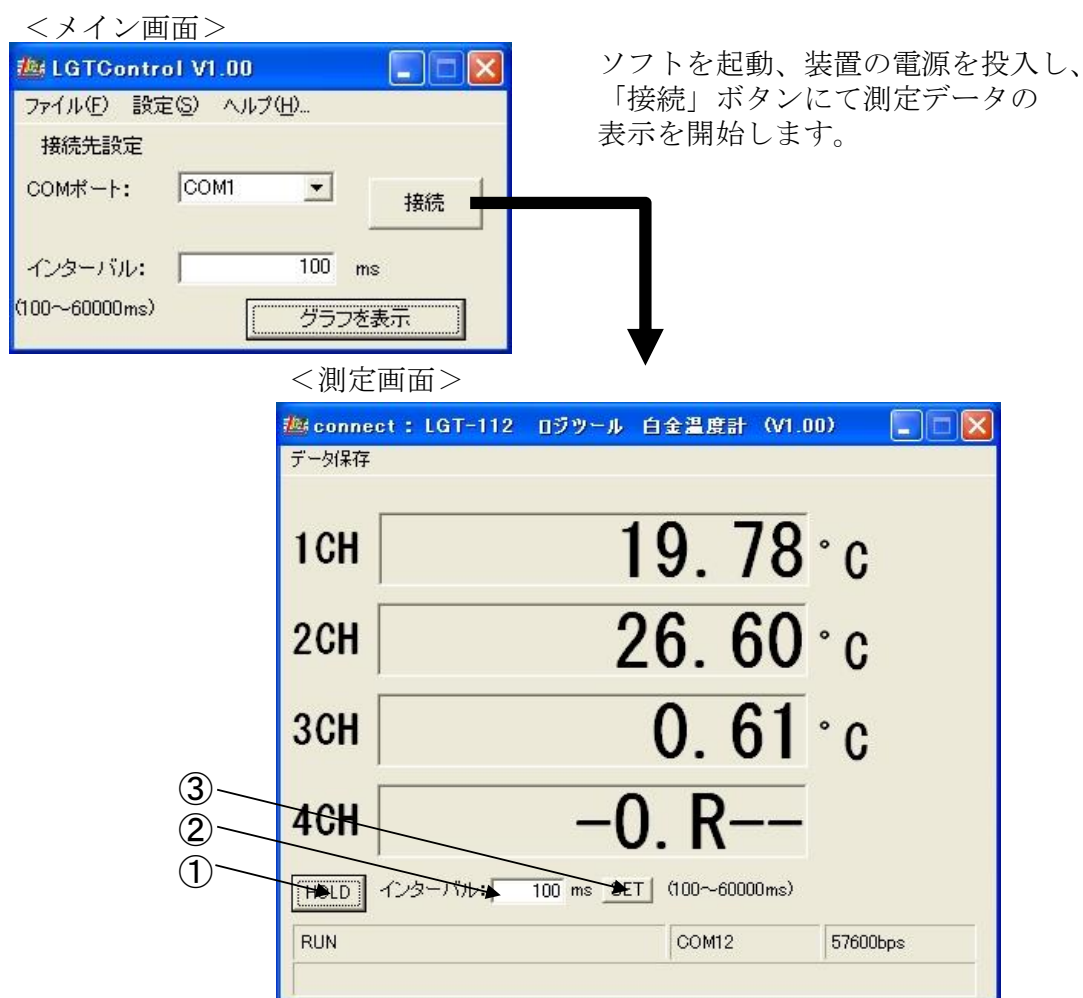 ＜メイン画面＞
LGTControl V1.00
ファイル(F) 設定(S) ヘルプ(H)...
接続先設定
COMポート: COM1
接続
インターバル: 100 ms
(100～60000ms)
グラフを表示
ソフトを起動、装置の電源を投入し、
「接続」ボタンにて測定データの
表示を開始します。
＜測定画面＞
connect : LGT-112 ロジツール 白金温度計 (V1.00)
データ保存
1CH 19.78 °C
2CH 26.60 °C
3CH 0.61 °C
4CH -O.R--
③
②
①
HOLD インターバル: 100 ms SET (100～60000ms)
RUN COM12 57600bps